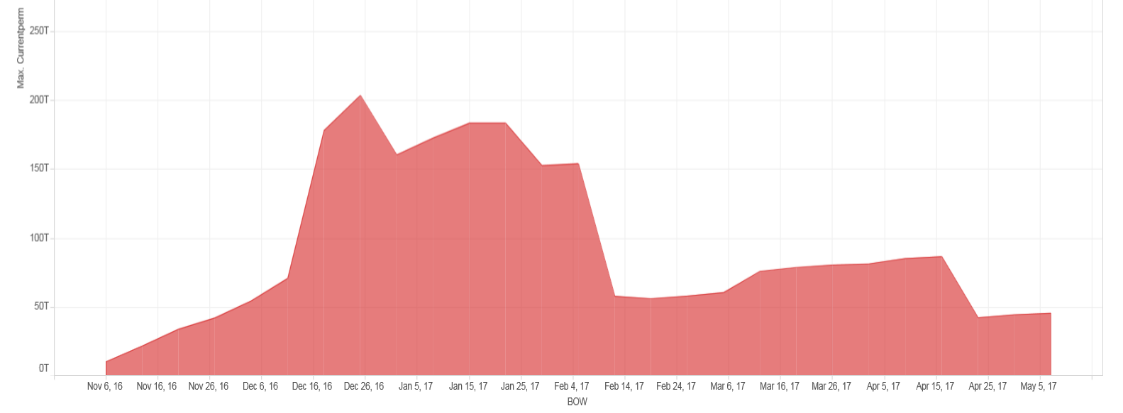 Max. Currentperm
250T
200T
150T
100T
50T
0T
Nov 6, 16 Nov 16, 16 Nov 26, 16 Dec 6, 16 Dec 16, 16 Dec 26, 16 Jan 5, 17 Jan 15, 17 Jan 25, 17 Feb 4, 17 Feb 14, 17 Feb 24, 17 Mar 6, 17 Mar 16, 17 Mar 26, 17 Apr 5, 17 Apr 15, 17 Apr 25, 17 May 5, 17
BOW